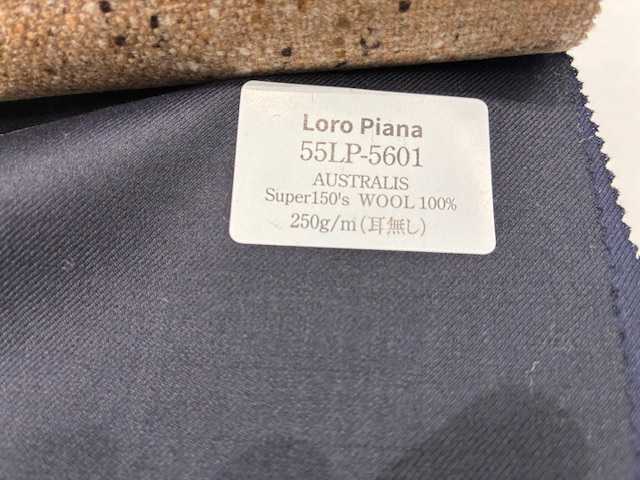 Loro Piana
55LP-5601
AUSTRALIS
Super150's WOOL 100%
250g/m(耳無し)